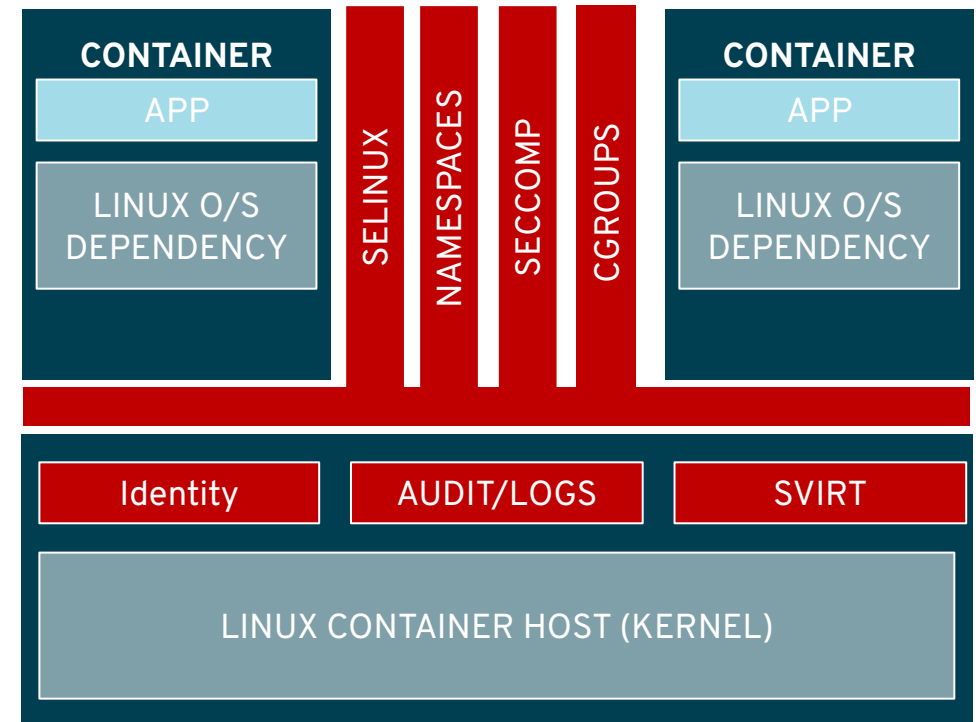 CONTAINER
APP
LINUX O/S
DEPENDENCY
SELINUX
NAMESPACES
SECCOMP
CGROUPS
CONTAINER
APP
LINUX O/S
DEPENDENCY
Identity
AUDIT/LOGS
SVIRT
LINUX CONTAINER HOST (KERNEL)